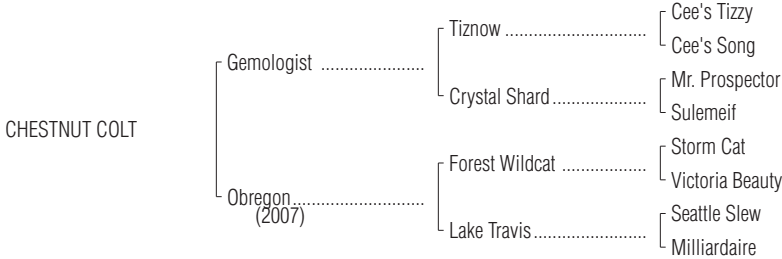 Cee's Tizzy
Tiznow ..............................
Cee's Song
Gemologist ......................
Mr. Prospector
Crystal Shard....................
Sulemeif
CHESTNUT COLT
Storm Cat
Forest Wildcat ..................
Victoria Beauty
Obregon............................
(2007)
Seattle Slew
Lake Travis........................
Milliardaire